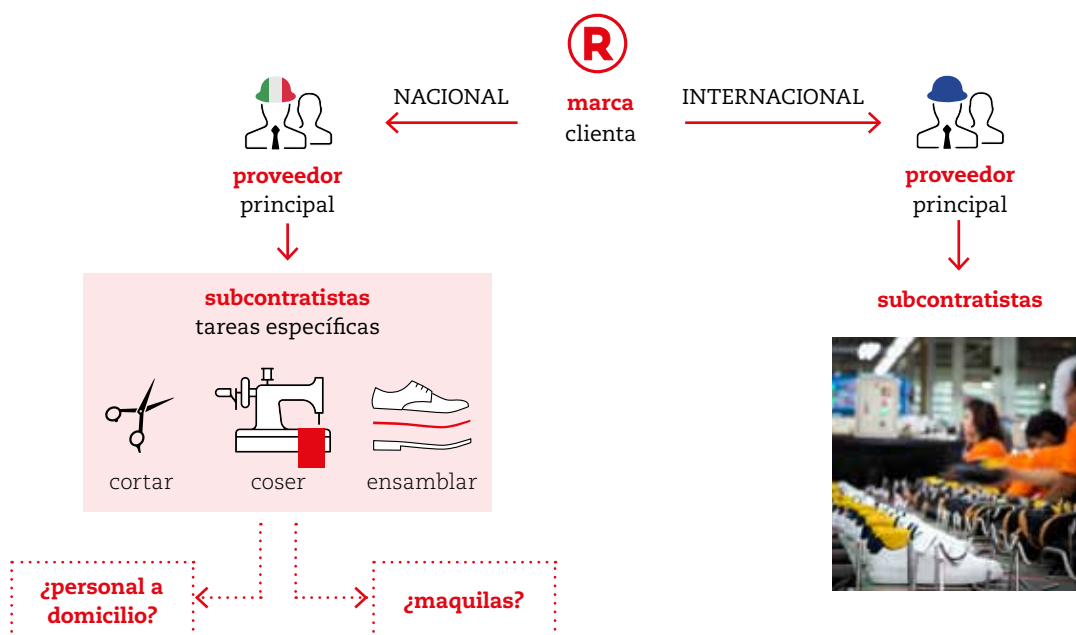 ®
NACIONAL
marca
clienta
INTERNACIONAL
proveedor
principal
proveedor
principal
subcontratistas
tareas específicas
cortar
coser
ensamblar
subcontratistas
¿personal a
domicilio?
¿maquilas?